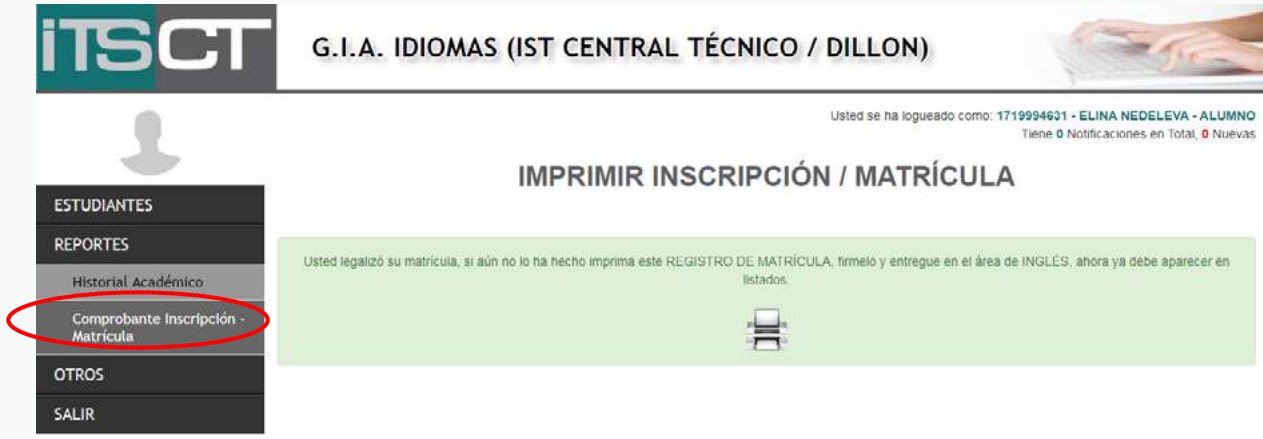 iTSCT
G.I.A. IDIOMAS (IST CENTRAL TÉCNICO / DILLON)
Usted se ha logueado como: 1719994631 - ELINA NEDELEVA - ALUMNO
Tiene 0 Notificaciones en Total, 0 Nuevas
IMPRIMIR INSCRIPCIÓN / MATRÍCULA
ESTUDIANTES
REPORTES
Historial Académico
Comprobante Inscripción -
Matrícula
OTROS
SALIR
Usted legalizó su matrícula, si aún no lo ha hecho imprima este REGISTRO DE MATRÍCULA, firmelo y entregue en el área de INGLÉS, ahora ya debe aparecer en
listados.